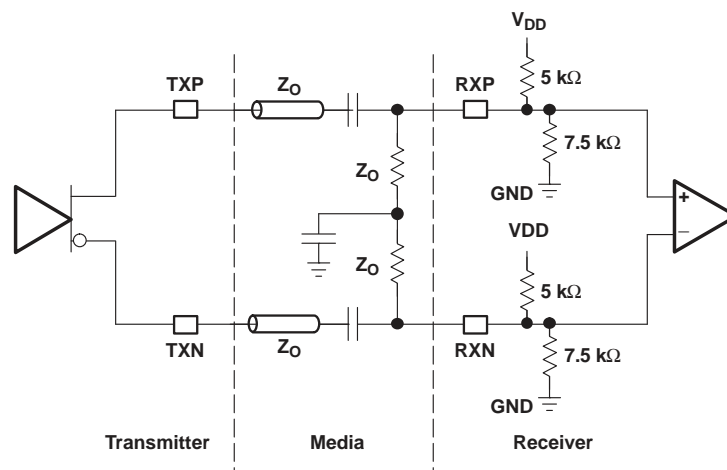 VDD
TXP
ZO
RXP
5 kΩ
7.5 kΩ
ZO
GND
+
VDD
−
ZO
5 kΩ
TXN
ZO
RXN
7.5 kΩ
GND
Transmitter
Media
Receiver